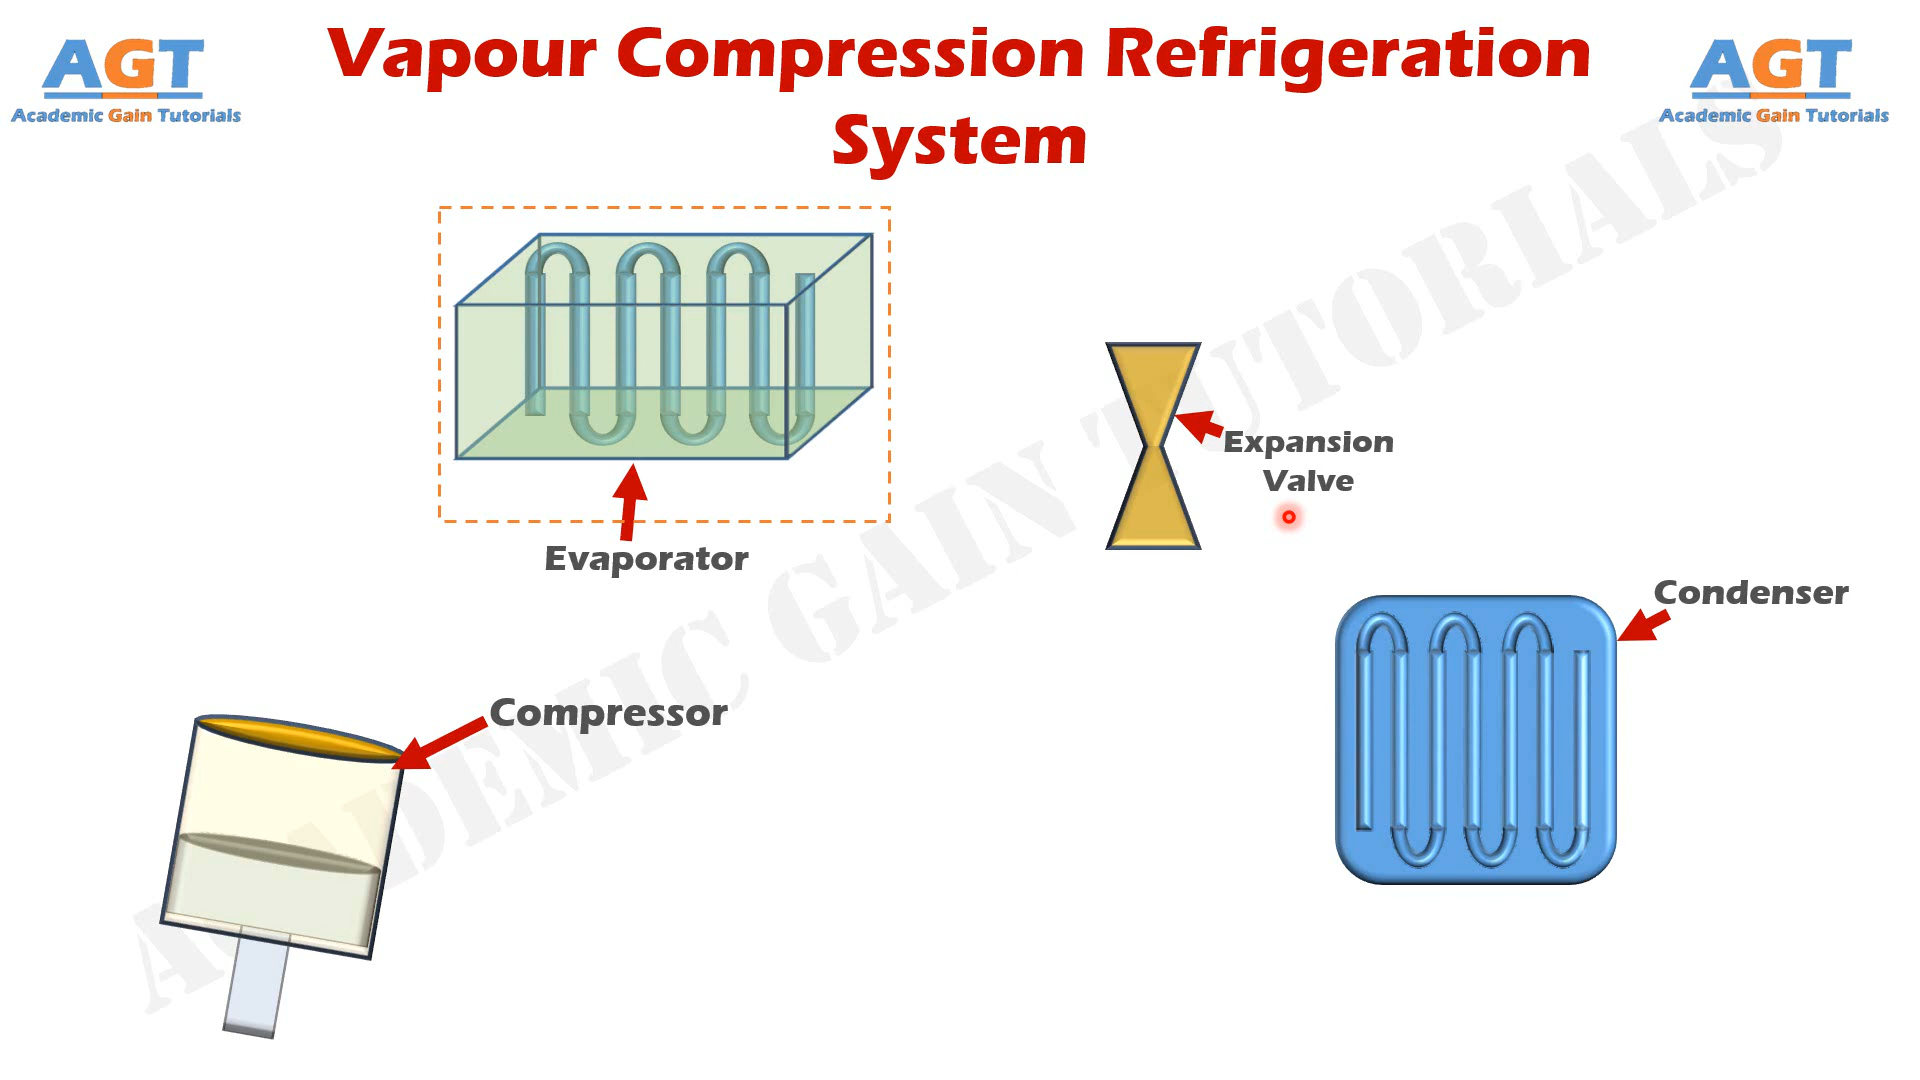 AGT
Academic Gain Tutorials
Vapour Compression Refrigeration
System
AGT
Academic Gain Tutorials
Evaporator
Expansion
Valve
Condenser
Compressor
ACADEMIC GAIN TUTORIALS